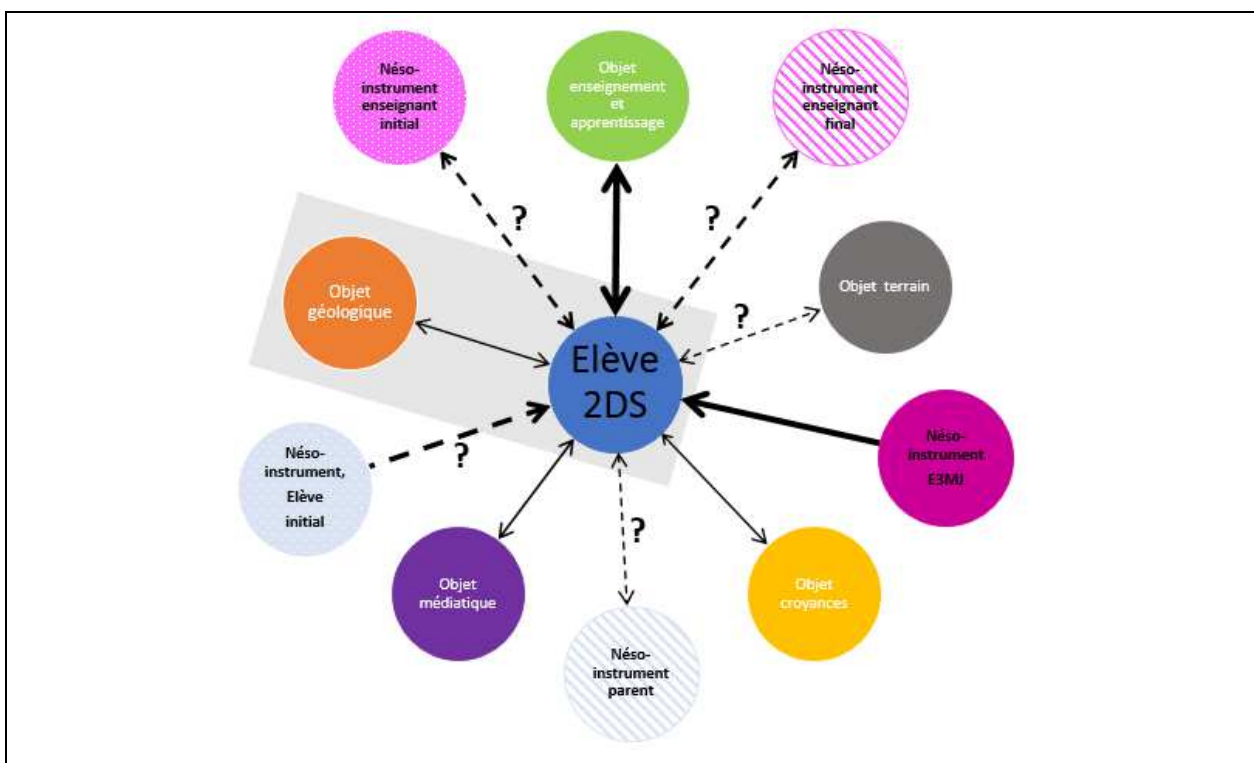 Néso-
instrument
enseignant
initial
Objet
enseignement
et
apprentissage
Néso-
instrument
enseignant
final
?
?
Objet
géologique
Objet terrain
?
Elève
2DS
Néso-
instrument,
Elève
initial
?
Néso-
instrument
E3MJ
?
Objet
médiatique
Objet
croyances
Néso-
instrument
parent